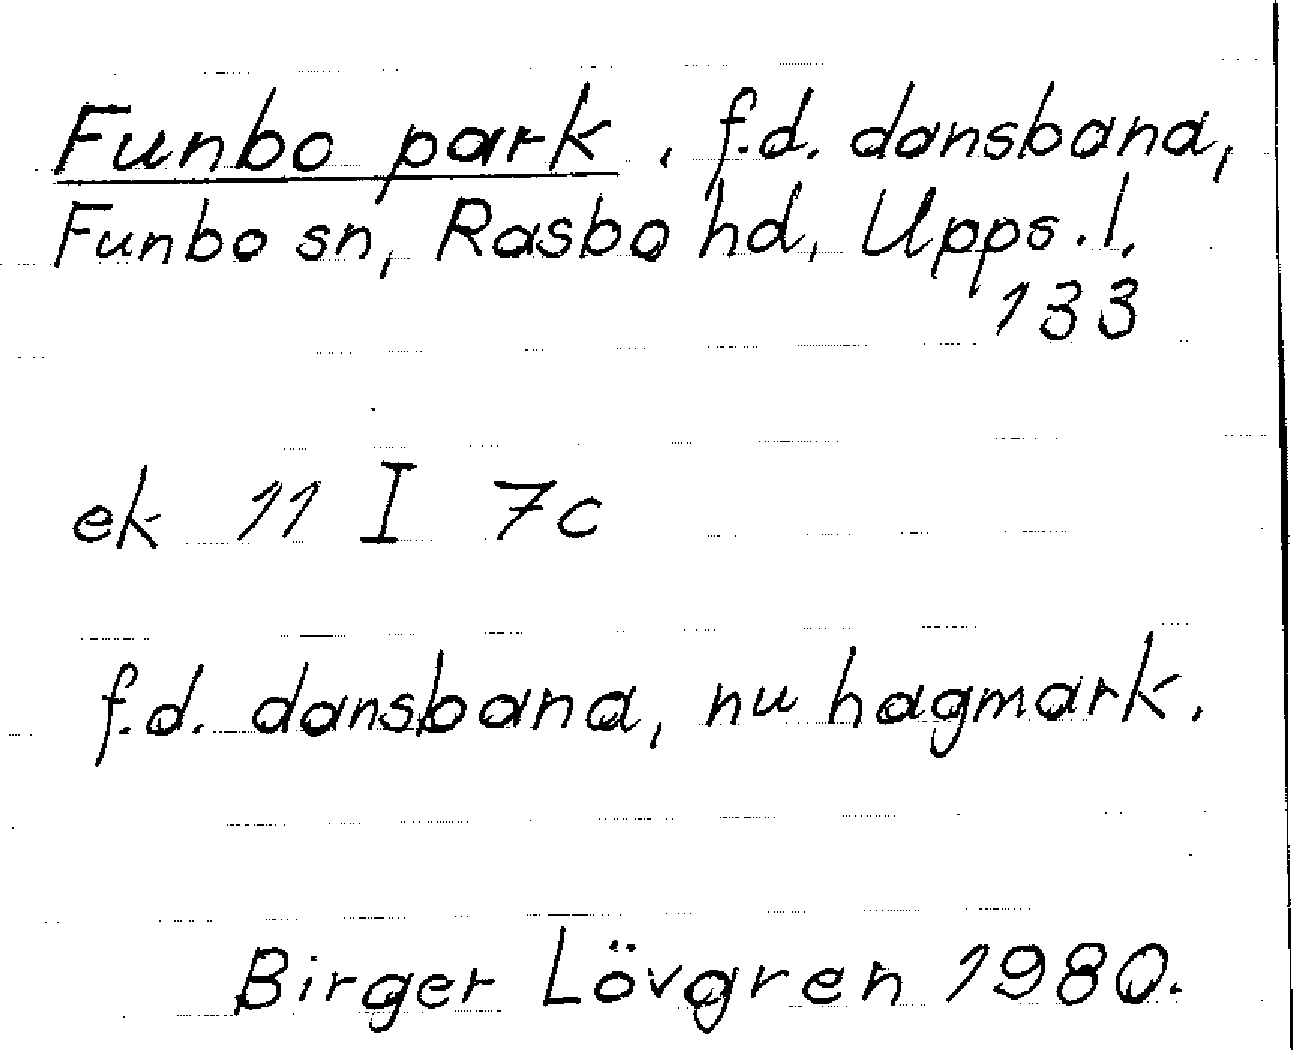 Funbo park, f.d. dansbana,
Funbo sn, Rasbo hd, Upps.l.
133
ek 11 I 7c
f.d. dansbana, nu hagmark.
Birger Lövgren 1980.